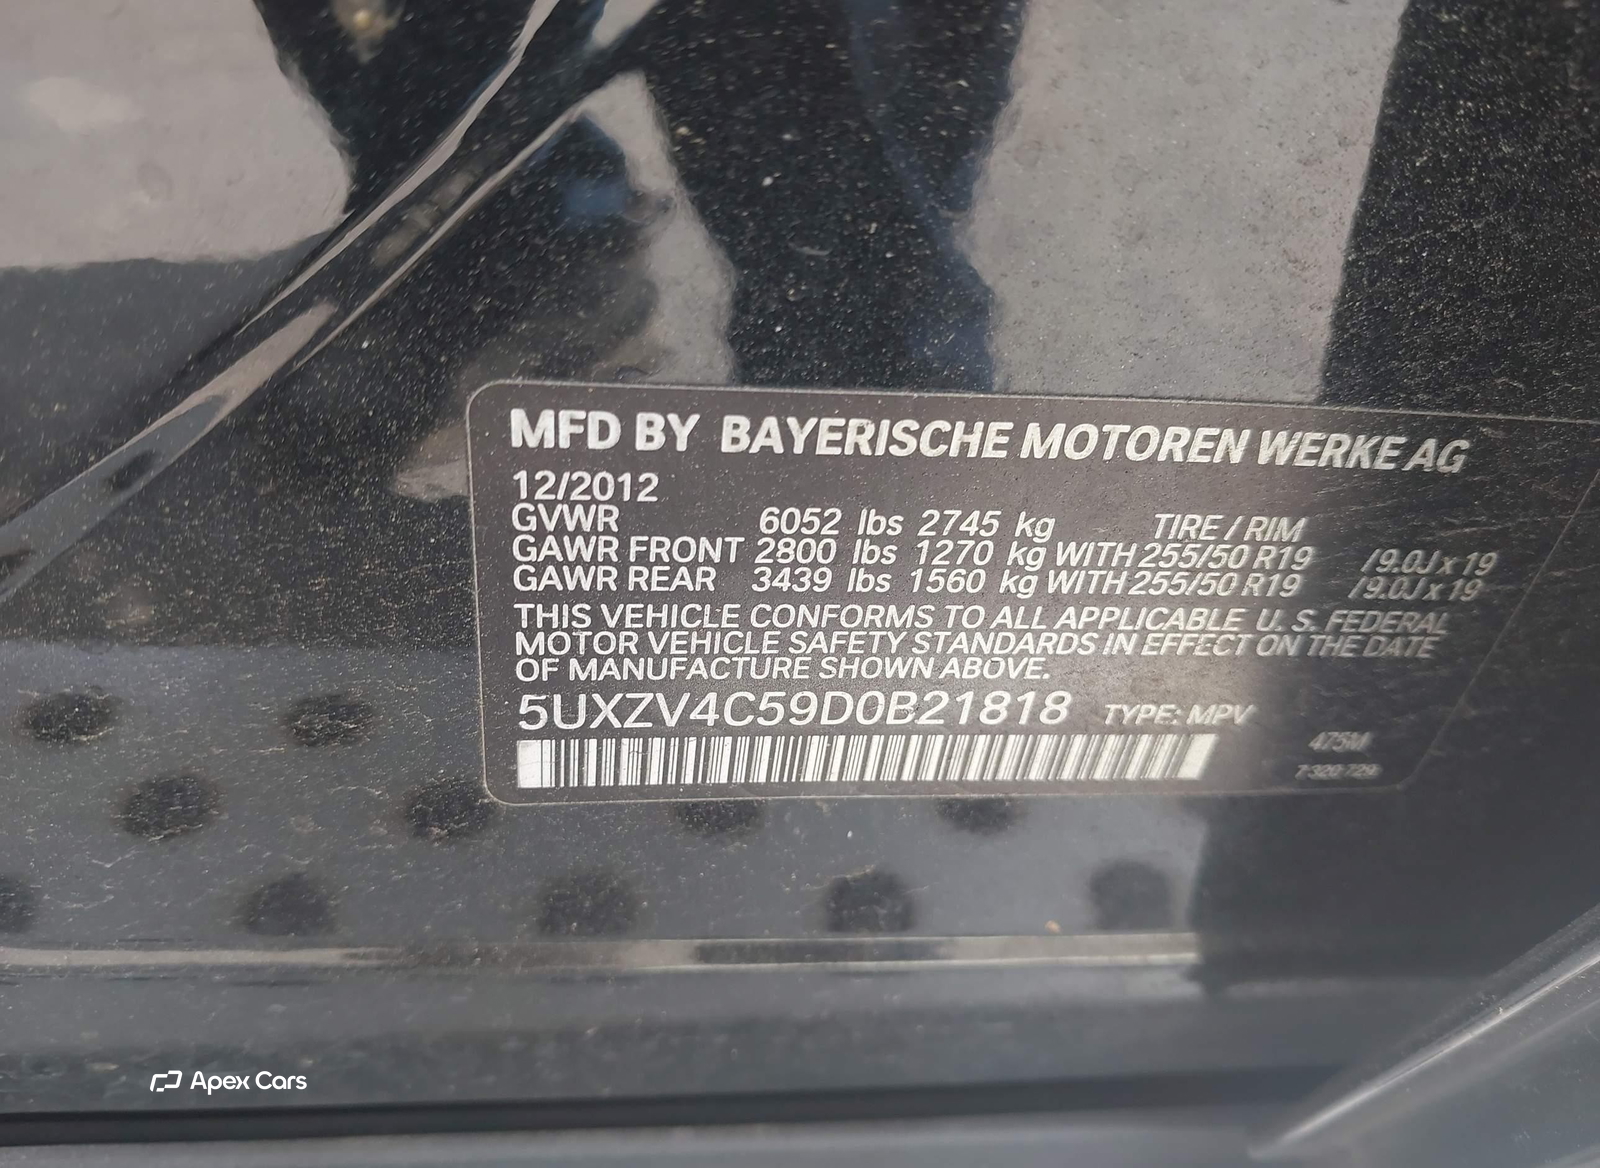 MFD BY BAYERISCHE MOTOREN WERKE AG
12/2012
GVWR 6052 lbs 2745 kg TIRE / RIM
GAWR FRONT 2800 lbs 1270 kg WITH 255/50 R19 / 9.0J x 19
GAWR REAR 3439 lbs 1560 kg WITH 255/50 R19 / 9.0J x 19
THIS VEHICLE CONFORMS TO ALL APPLICABLE U. S. FEDERAL
MOTOR VEHICLE SAFETY STANDARDS IN EFFECT ON THE DATE
OF MANUFACTURE SHOWN ABOVE.
5UXZV4C59D0B21818 TYPE: MPV
475M
7 320 729
Apex Cars